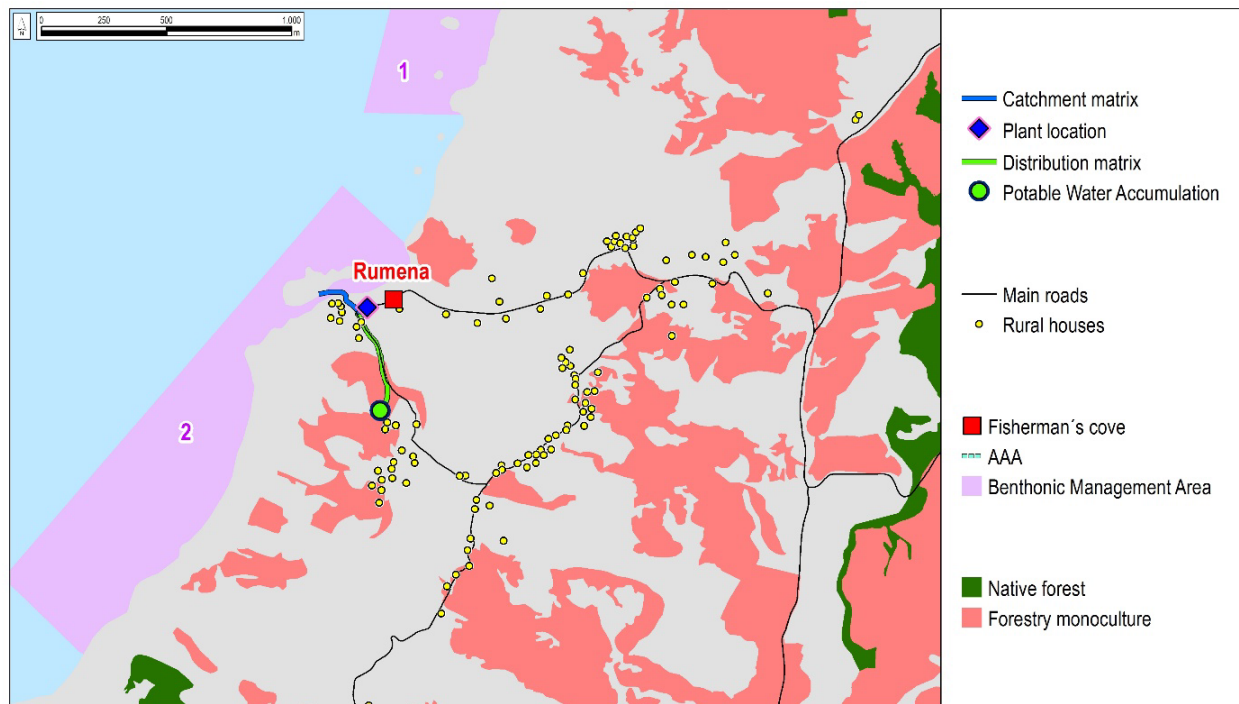 0 250 500 1.000
m
N
1
Rumena
2
Catchment matrix
Plant location
Distribution matrix
Potable Water Accumulation
Main roads
Rural houses
Fisherman´s cove
AAA
Benthonic Management Area
Native forest
Forestry monoculture